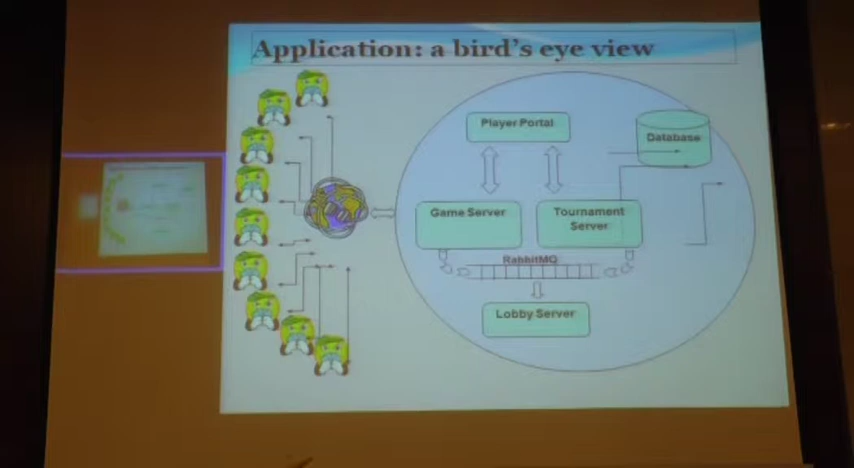 Application: a bird's eye view
Player Portal
Database
Game Server
Tournament
Server
RabbitMQ
Lobby Server